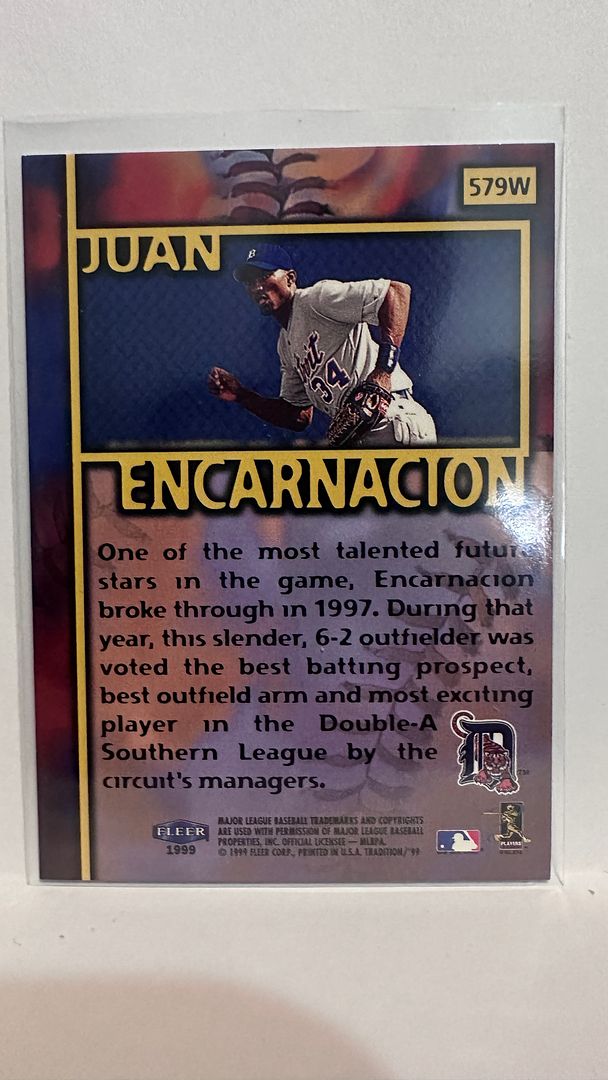 579W
JUAN
34
ENCARNACION
One of the most talented future
stars in the game, Encarnacion
broke through in 1997. During that
year, this slender, 6-2 outfielder was
voted the best batting prospect,
best outfield arm and most exciting
player in the Double-A
Southern League by the
circuit's managers.
D
TM
FLEER
1999
MAJOR LEAGUE BASEBALL TRADEMARKS AND COPYRIGHTS
ARE USED WITH PERMISSION OF MAJOR LEAGUE BASEBALL
PROPERTIES, INC. OFFICIAL LICENSEE — MLBPA.
© 1999 FLEER CORP., PRINTED IN U.S.A. TRADITION/'99
PLAYERS